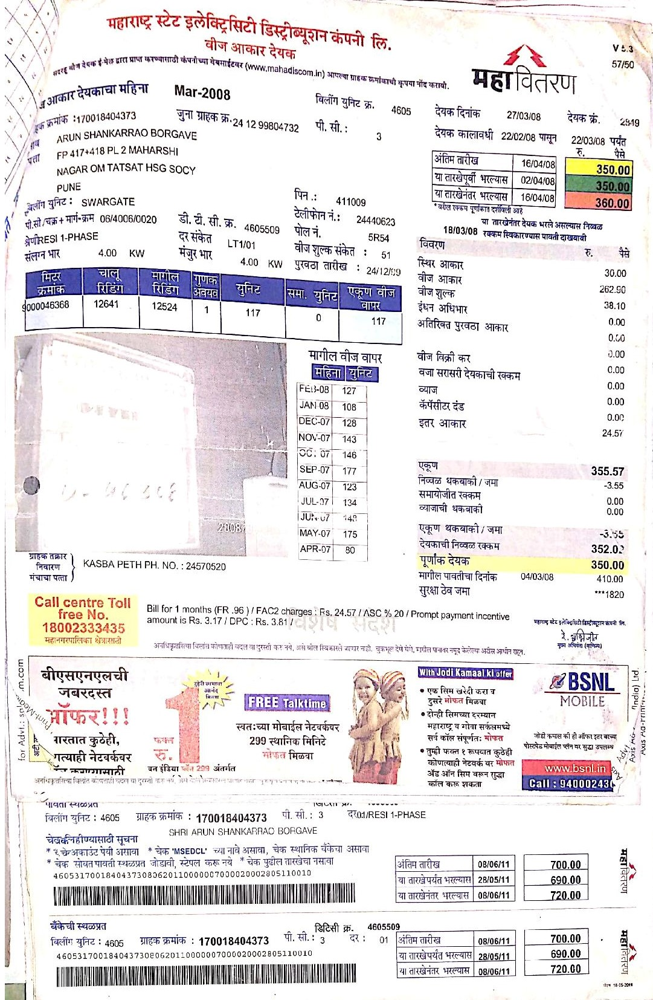 महाराष्ट्र स्टेट इलेक्ट्रिसिटी डिस्ट्रीब्यूशन कंपनी लि.
वीज आकार देयक
सदरहू वीज देयक ई-मेल द्वारा प्राप्त करण्यासाठी कंपनीच्या वेबसाईटवर (www.mahadiscom.in) आपल्या ग्राहक क्रमांकाची कृपया नोंद करावी.
महावितरण
V 5.3
57/50
आकार देयकाचा महिना Mar-2008 बिलींग युनिट क्र. 4605 देयक दिनांक 27/03/08 देयक क्रं. 2849
क्रमांक :170018404373 जुना ग्राहक क्र. 24 12 99804732 पी. सी. : 3 देयक कालावधी 22/02/08 पासून 22/03/08 पर्यंत
रु. पैसे
ARUN SHANKARRAO BORGAVE
पत्ता FP 417+418 PL 2 MAHARSHI
NAGAR OM TATSAT HSG SOCY
PUNE
अंतिम तारीख 16/04/08 350.00
या तारखेपूर्वी भरल्यास 02/04/08 350.00
या तारखेनंतर भरल्यास 16/04/08 360.00
* वरील रक्कम पूर्णांकात दर्शविली आहे
बिलींग युनिट : SWARGATE पिन .: 411009
पी.सी/चक्र + मार्ग-क्रम 06/4006/0020 डी. टी. सी. क्र. 4605509 टेलीफोन नं.: 24440623
श्रेणी RESI 1-PHASE दर संकेत LT1/01 पोल नं. 5R54
संलग्न भार 4.00 KW मंजुर भार 4.00 KW वीज शुल्क संकेत : 51
पुरवठा तारीख : 24/12/99
18/03/08 या तारखेनंतर देयक भरले असल्यास निव्वळ
रक्कम स्विकारण्यास पावती दाखवावी
मिटर क्रमांक चालू रिडिंग मागील रिडिंग गुणक अवयव युनिट समा. युनिट एकूण वीज वापर
9000046368 12641 12524 1 117 0 117
विवरण रु. पैसे
स्थिर आकार 30.00
वीज आकार 262.90
वीज शुल्क 38.10
इंधन अधिभार 0.00
अतिरिक्त पुरवठा आकार 0.00
वीज विक्री कर 0.00
वजा सरासरी देयकाची रक्कम 0.00
व्याज 0.00
कॅपॅसीटर दंड 0.00
0.00
इतर आकार 24.57
एकूण 355.57
निव्वळ थकबाकी / जमा -3.55
समायोजीत रक्कम 0.00
व्याजाची थकबाकी 0.00
एकूण थकबाकी / जमा -3.55
देयकाची निव्वळ रक्कम 352.02
पूर्णांक देयक 350.00
मागील पावतीचा दिनांक 04/03/08 410.00
सुरक्षा ठेव जमा ***1820
मागील वीज वापर
महिना युनिट
FEB-08 127
JAN-08 108
DEC-07 128
NOV-07 143
OCT-07 146
SEP-07 177
AUG-07 123
JUL-07 134
JUN-07 148
MAY-07 175
APR-07 80
2008
ग्राहक तक्रार
निवारण
मंचाचा पत्ता
KASBA PETH PH. NO. : 24570520
Call centre Toll
free No.
18002333435
महानगरपालिका क्षेत्रासाठी
Bill for 1 months (FR .96 ) / FAC2 charges : Rs. 24.57 / ASC % 20 / Prompt payment incentive
amount is Rs. 3.17 / DPC : Rs. 3.81 /
विशेष संदेश
महाराष्ट्र स्टेट इलेक्ट्रिसिटी डिस्ट्रीब्यूशन कंपनी लि.
मुख्य अभियंता (वाणिज्य)
अनधिकृतरित्या बिलांत कोणताही बदल वा दुरुस्ती करू नये, असे बील स्विकारले जाणार नाही. चुकभूल देणे घेणे, मागील पानावर नमूद केलेल्या अटींस आधीन राहून.
बीएसएनएलची
जबरदस्त
ऑफर!!!
भारतात कुठेही,
नेटवर्कवर
दुहेरी लाभाचा
आनंद
मिळवा
फक्त
रु. 1
वन इंडिया प्लॅन 299 अंतर्गत
FREE Talktime
स्वतःच्या मोबाईल नेटवर्कवर
299 स्थानिक मिनिटे
मोफत मिळवा
With Jodi Kamaal ki offer
• एक सिम खरेदी करा व
दुसरे मोफत मिळवा
• दोन्ही सिमच्या दरम्यान
महाराष्ट्र व गोवा सर्कलमध्ये
सर्व कॉल संपूर्णतः मोफत
• तुम्ही फक्त १ रूपयात कुठेही
कोणत्याही नेटवर्क वर मोफत
अॅड ऑन सिम वरून सुद्धा
कॉल करू शकता
BSNL
MOBILE
जोडी कमाल की ही ऑफर इतर बऱ्याच
पोस्टपेड मोबाईल प्लॅन वर सुद्धा उपलब्ध
www.bsnl.in
Call : 940002430
पावती स्थळप्रत
बिलींग युनिट : 4605 ग्राहक क्रमांक : 170018404373 पी. सी. : 3 दर 01/RESI 1-PHASE
SHRI ARUN SHANKARRAO BORGAVE
चेक लिहीण्यासाठी सूचना
अकाउंट पेयी असावा * चेक 'MSEDCL' च्या नावे असावा, चेक स्थानिक बँकेचा असावा
* चेक सोबत पावती स्थळप्रत जोडावी, स्टेपल करू नये * चेक पुढील तारखेचा नसावा
4605317001840437308062011000000700002000280511​0010
अंतिम तारीख 08/06/11 700.00
या तारखेपर्यंत भरल्यास 28/05/11 690.00
या तारखेनंतर भरल्यास 08/06/11 720.00
महावितरण
बँकेची स्थळप्रत डिटिसी क्र. 4605509
बिलींग युनिट : 4605 ग्राहक क्रमांक : 170018404373 पी. सी. : 3 दर : 01
4605317001840437308062011000000700002000280511​0010
अंतिम तारीख 08/06/11 700.00
या तारखेपर्यंत भरल्यास 28/05/11 690.00
या तारखेनंतर भरल्यास 08/06/11 720.00
महावितरण